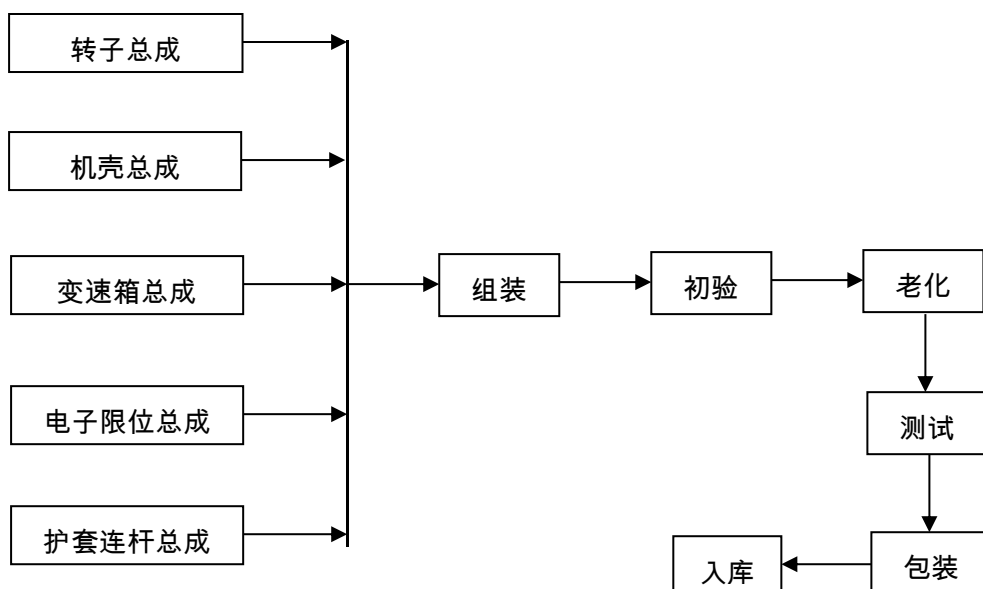 转子总成
机壳总成
变速箱总成
电子限位总成
护套连杆总成
组装
初验
老化
测试
包装
入库